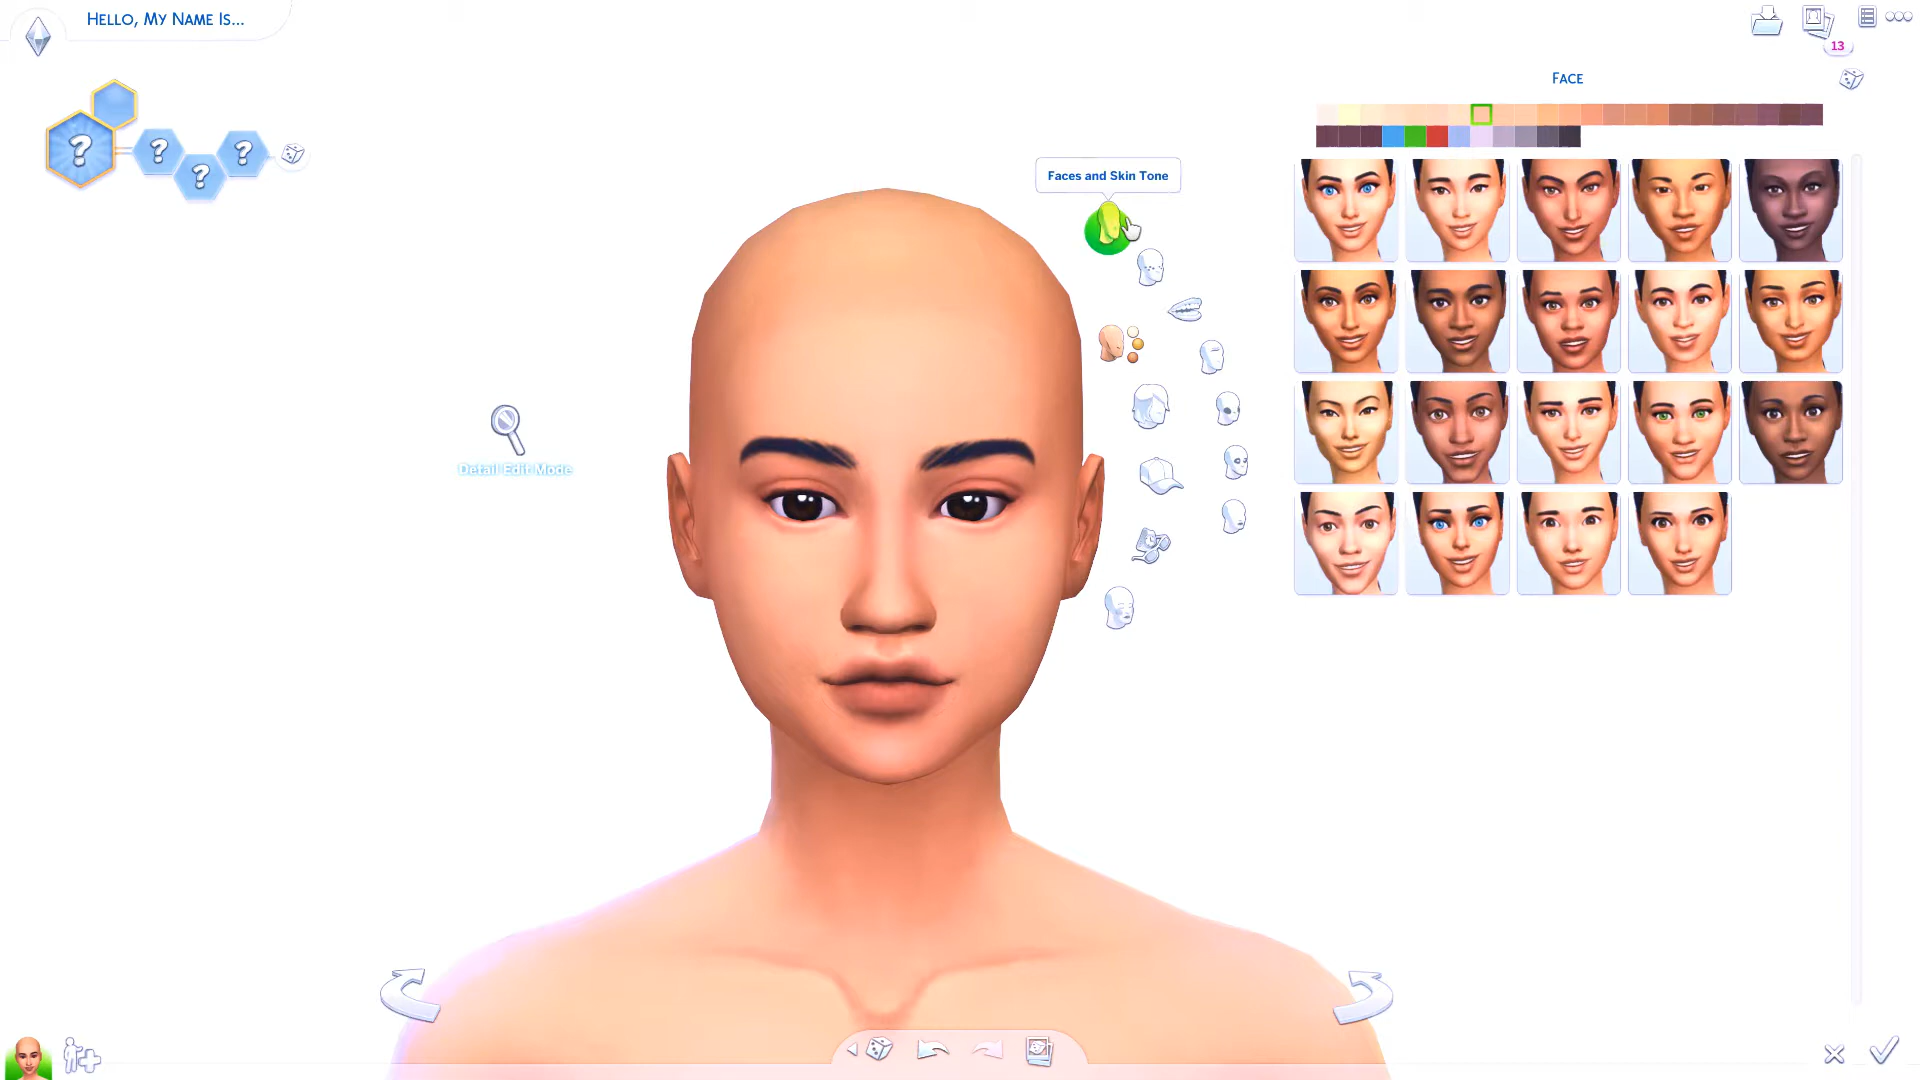 Hello, My Name Is...
13
Face
Faces and Skin Tone
? ? ? ?
Detail Edit Mode